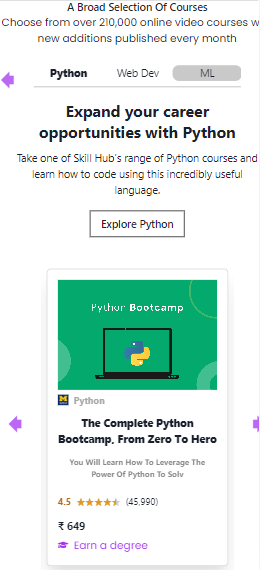 A Broad Selection Of Courses
Choose from over 210,000 online video courses w
new additions published every month
Python Web Dev ML
Expand your career
opportunities with Python
Take one of Skill Hub's range of Python courses and
learn how to code using this incredibly useful
language.
Explore Python
Python Bootcamp
Python
The Complete Python
Bootcamp, From Zero To Hero
You Will Learn How To Leverage The
Power Of Python To Solv
4.5 (45,990)
₹ 649
Earn a degree